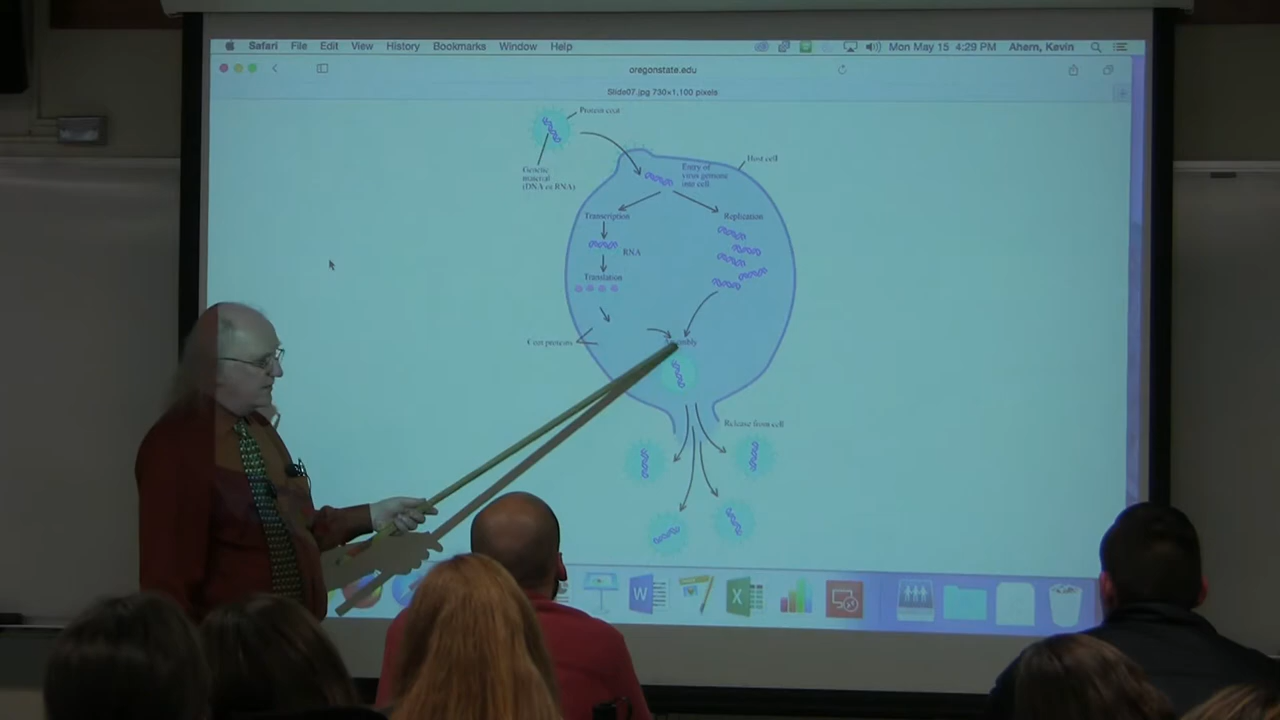 Safari File Edit View History Bookmarks Window Help Mon May 15 4:29 PM Ahern, Kevin
oregonstate.edu
Slide07.jpg 730×1,100 pixels
Protein coat
Genetic
material
(DNA or RNA)
Host cell
Entry of
virus genome
into cell
Transcription
Replication
RNA
Translation
Coat proteins
Assembly
Release from cell
W
X